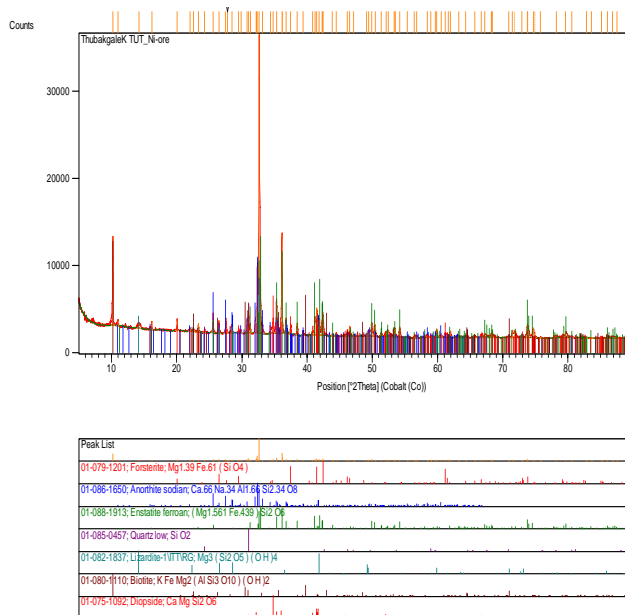 Counts
ThubakgaleK TUT_Ni-ore
30000
20000
10000
0
10 20 30 40 50 60 70 80
Position [°2Theta] (Cobalt (Co))
Peak List
01-079-1201; Forsterite; Mg1.39 Fe.61 ( Si O4 )
01-086-1650; Anorthite sodian; Ca.66 Na.34 Al1.66 Si2.34 O8
01-088-1913; Enstatite ferroan; ( Mg1.561 Fe.439 ) Si2 O6
01-085-0457; Quartz low; Si O2
01-082-1837; Lizardite-1\ITT\RG; Mg3 ( Si2 O5 ) ( O H )4
01-080-1110; Biotite; K Fe Mg2 ( Al Si3 O10 ) ( O H )2
01-075-1092; Diopside; Ca Mg Si2 O6